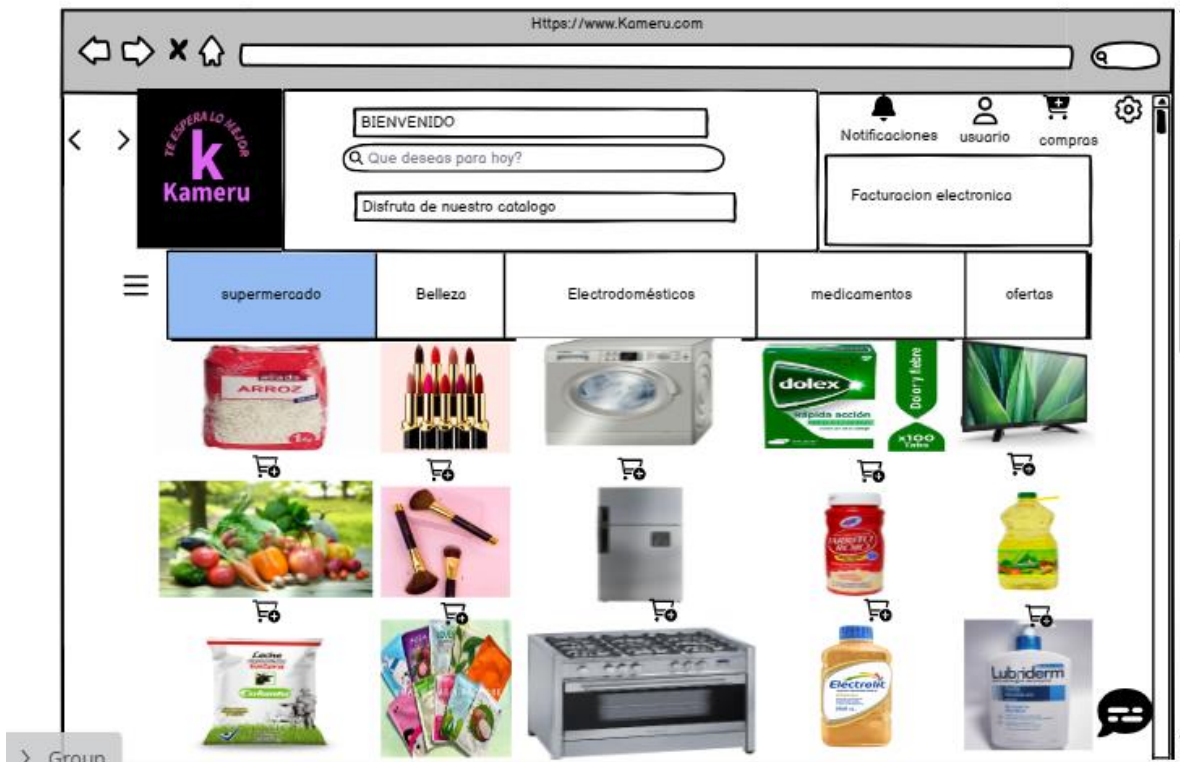 Https://www.Kameru.com
TE ESPERA LO MEJOR
k
Kameru
BIENVENIDO
Que deseas para hoy?
Disfruta de nuestro catalogo
Notificaciones
usuario
compras
Facturacion electronica
supermercado
Belleza
Electrodomésticos
medicamentos
ofertas
ARROZ
dolex
rápida acción
Dolor y fiebre
x100
Tabs
Leche
Colanta
Electrolit
Lubriderm
> Group